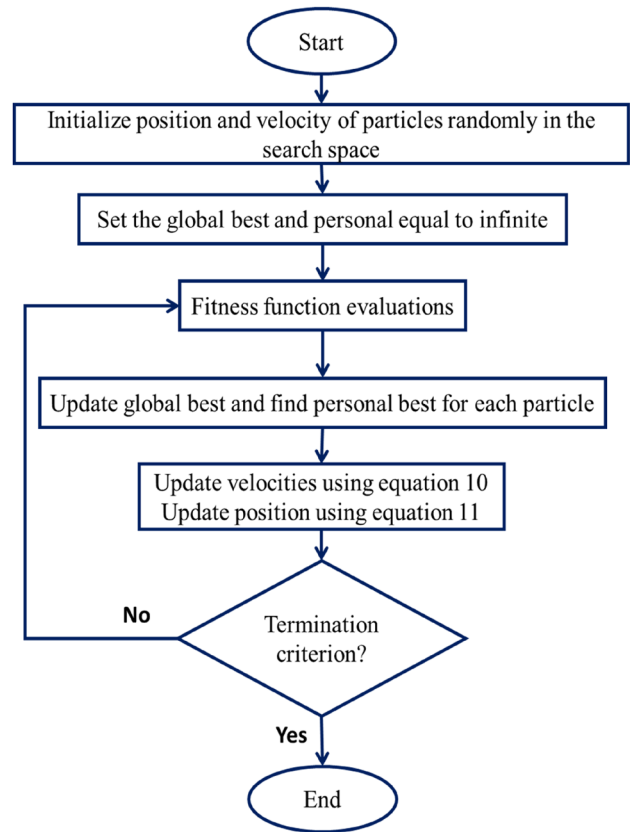 Start
Initialize position and velocity of particles randomly in the
search space
Set the global best and personal equal to infinite
Fitness function evaluations
Update global best and find personal best for each particle
Update velocities using equation 10
Update position using equation 11
No
Termination
criterion?
Yes
End